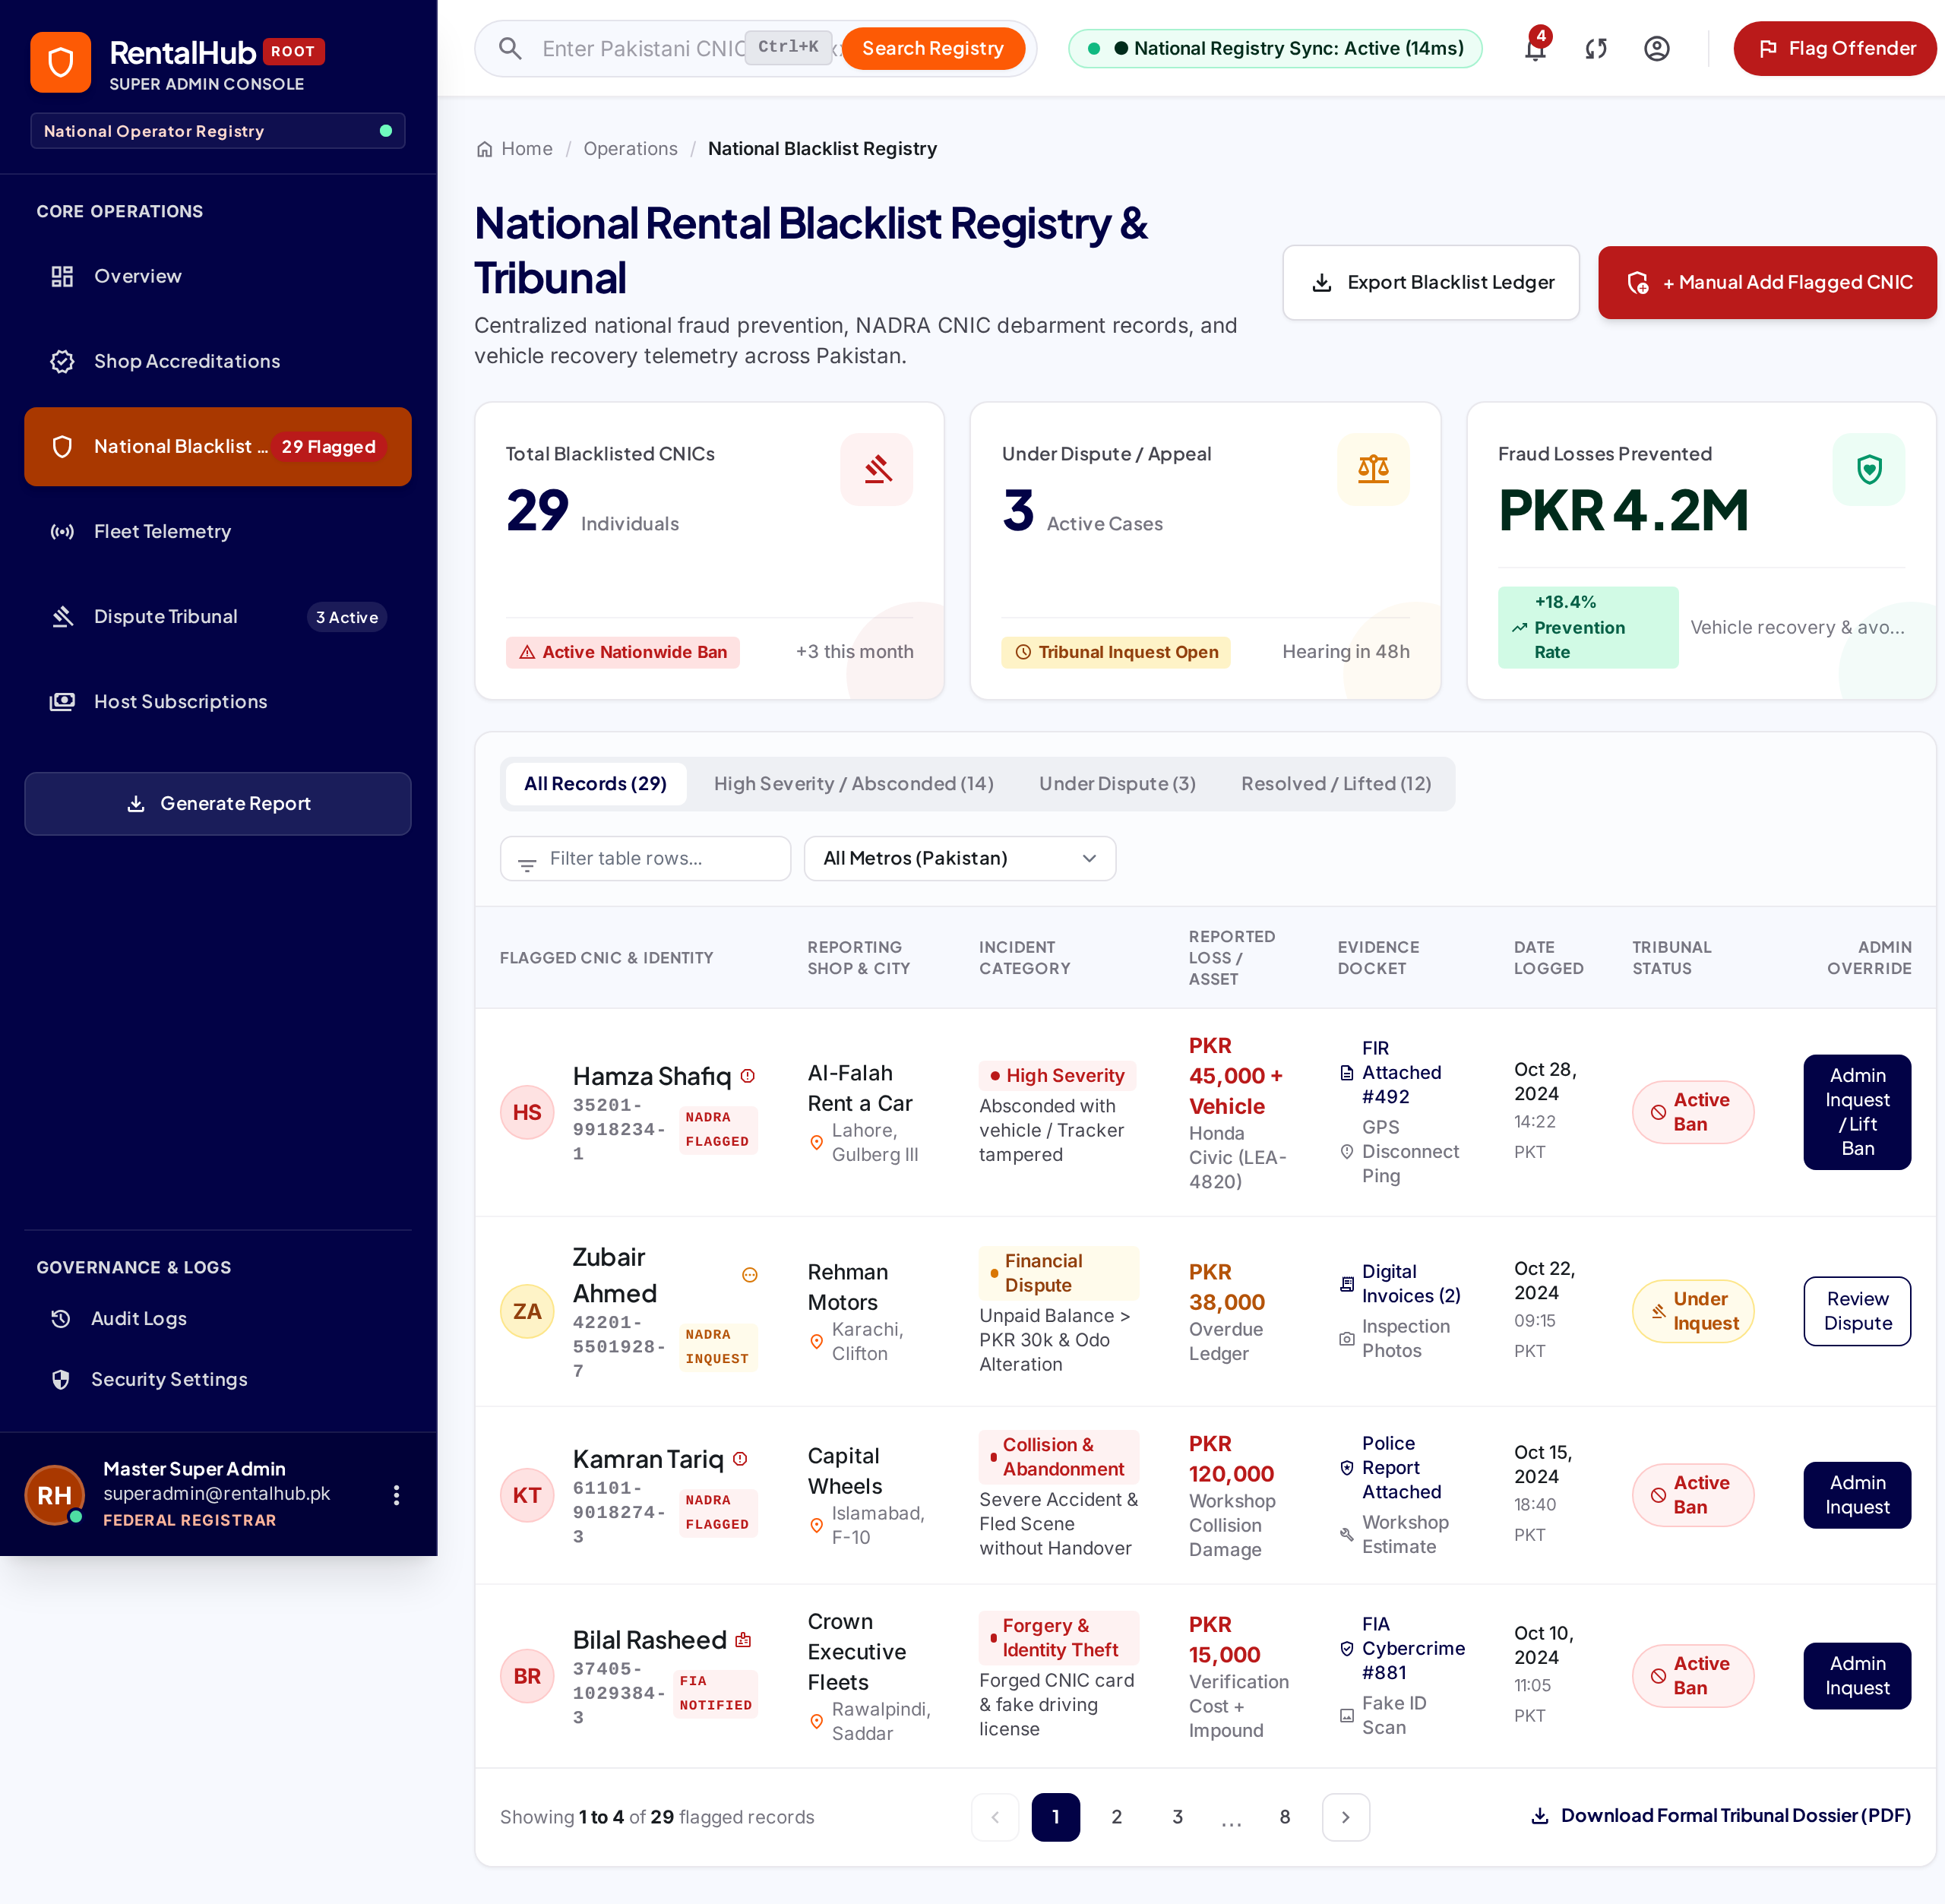 RentalHub ROOT
SUPER ADMIN CONSOLE
National Operator Registry
CORE OPERATIONS
Overview
Shop Accreditations
National Blacklist ... 29 Flagged
Fleet Telemetry
Dispute Tribunal 3 Active
Host Subscriptions
Generate Report
GOVERNANCE & LOGS
Audit Logs
Security Settings
RH
Master Super Admin
superadmin@rentalhub.pk
FEDERAL REGISTRAR
Enter Pakistani CNIC Ctrl+K Search Registry
National Registry Sync: Active (14ms)
4
Flag Offender
Home / Operations / National Blacklist Registry
National Rental Blacklist Registry &
Tribunal
Centralized national fraud prevention, NADRA CNIC debarment records, and
vehicle recovery telemetry across Pakistan.
Export Blacklist Ledger
+ Manual Add Flagged CNIC
Total Blacklisted CNICs
29 Individuals
Active Nationwide Ban +3 this month
Under Dispute / Appeal
3 Active Cases
Tribunal Inquest Open Hearing in 48h
Fraud Losses Prevented
PKR 4.2M
+18.4%
Prevention
Rate
Vehicle recovery & avo...
All Records (29) High Severity / Absconded (14) Under Dispute (3) Resolved / Lifted (12)
Filter table rows... All Metros (Pakistan)
FLAGGED CNIC & IDENTITY
REPORTING
SHOP & CITY
INCIDENT
CATEGORY
REPORTED
LOSS /
ASSET
EVIDENCE
DOCKET
DATE
LOGGED
TRIBUNAL
STATUS
ADMIN
OVERRIDE
HS
Hamza Shafiq
35201-
9918234-
1
NADRA
FLAGGED
Al-Falah
Rent a Car
Lahore,
Gulberg III
High Severity
Absconded with
vehicle / Tracker
tampered
PKR
45,000 +
Vehicle
Honda
Civic (LEA-
4820)
FIR
Attached
#492
GPS
Disconnect
Ping
Oct 28,
2024
14:22
PKT
Active
Ban
Admin
Inquest
/ Lift
Ban
ZA
Zubair
Ahmed
42201-
5501928-
7
NADRA
INQUEST
Rehman
Motors
Karachi,
Clifton
Financial
Dispute
Unpaid Balance >
PKR 30k & Odo
Alteration
PKR
38,000
Overdue
Ledger
Digital
Invoices (2)
Inspection
Photos
Oct 22,
2024
09:15
PKT
Under
Inquest
Review
Dispute
KT
Kamran Tariq
61101-
9018274-
3
NADRA
FLAGGED
Capital
Wheels
Islamabad,
F-10
Collision &
Abandonment
Severe Accident &
Fled Scene
without Handover
PKR
120,000
Workshop
Collision
Damage
Police
Report
Attached
Workshop
Estimate
Oct 15,
2024
18:40
PKT
Active
Ban
Admin
Inquest
BR
Bilal Rasheed
37405-
1029384-
3
FIA
NOTIFIED
Crown
Executive
Fleets
Rawalpindi,
Saddar
Forgery &
Identity Theft
Forged CNIC card
& fake driving
license
PKR
15,000
Verification
Cost +
Impound
FIA
Cybercrime
#881
Fake ID
Scan
Oct 10,
2024
11:05
PKT
Active
Ban
Admin
Inquest
Showing 1 to 4 of 29 flagged records
1 2 3 ... 8
Download Formal Tribunal Dossier (PDF)